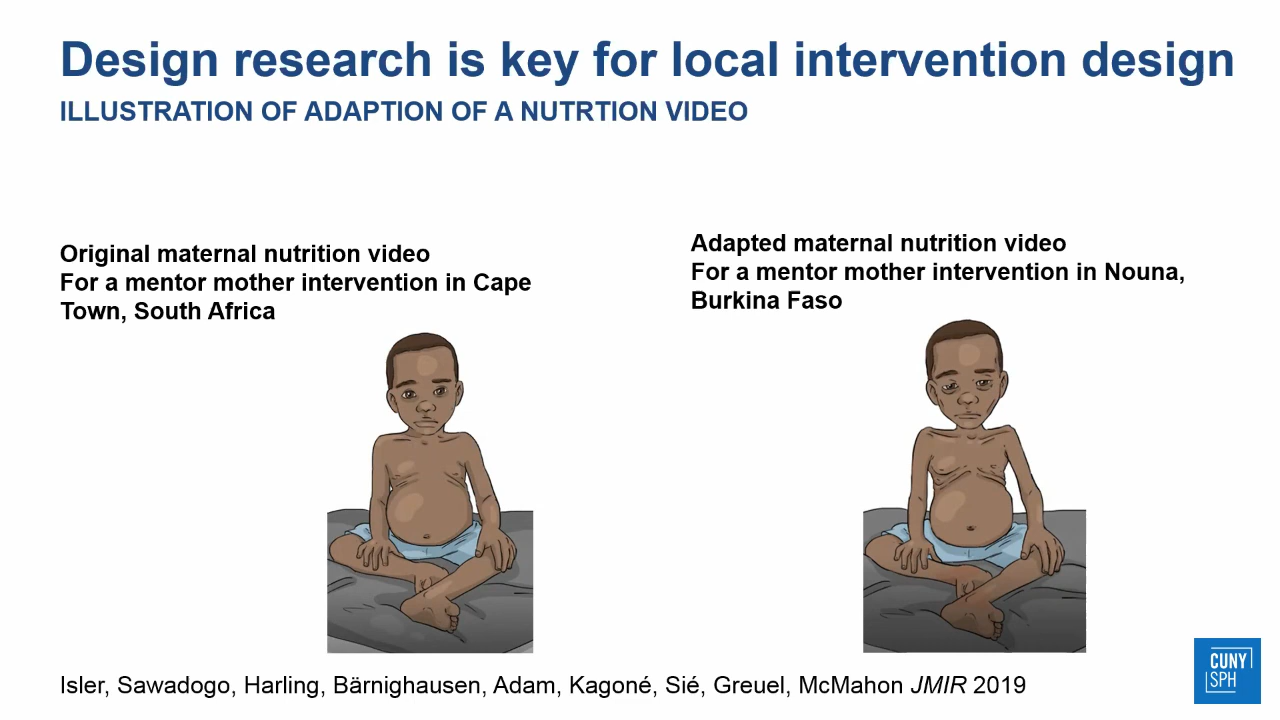 Design research is key for local intervention design
ILLUSTRATION OF ADAPTION OF A NUTRTION VIDEO
Original maternal nutrition video
For a mentor mother intervention in Cape
Town, South Africa
Adapted maternal nutrition video
For a mentor mother intervention in Nouna,
Burkina Faso
Isler, Sawadogo, Harling, Bärnighausen, Adam, Kagoné, Sié, Greuel, McMahon JMIR 2019
CUNY
SPH